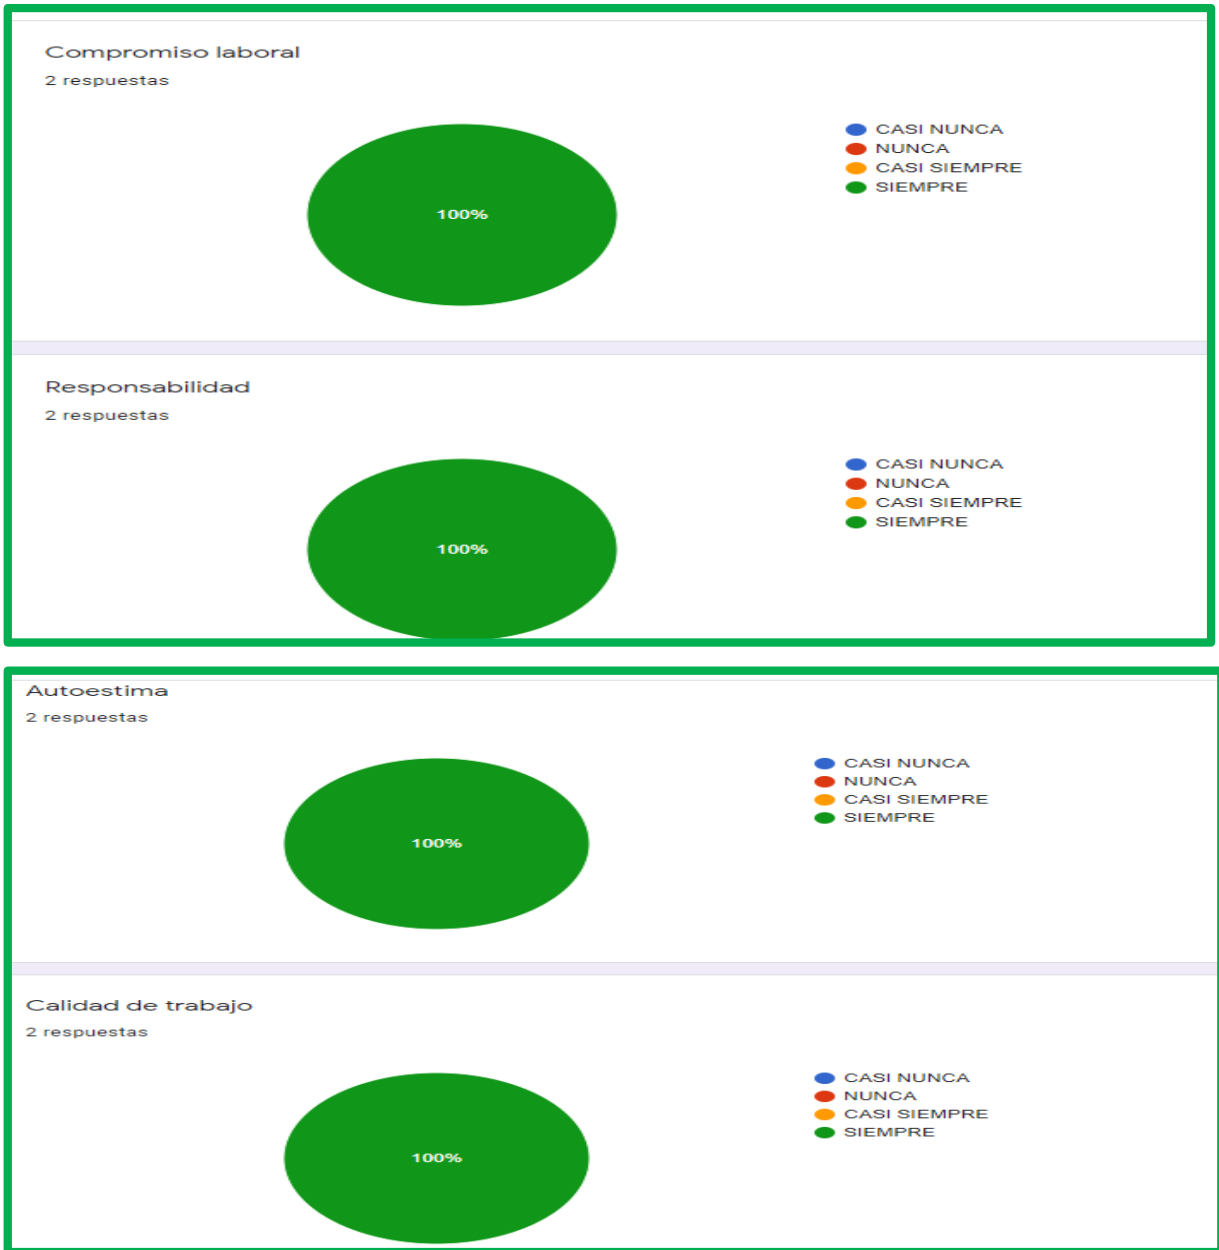 Compromiso laboral
2 respuestas
100%
CASI NUNCA
NUNCA
CASI SIEMPRE
SIEMPRE
Responsabilidad
2 respuestas
100%
CASI NUNCA
NUNCA
CASI SIEMPRE
SIEMPRE
Autoestima
2 respuestas
100%
CASI NUNCA
NUNCA
CASI SIEMPRE
SIEMPRE
Calidad de trabajo
2 respuestas
100%
CASI NUNCA
NUNCA
CASI SIEMPRE
SIEMPRE